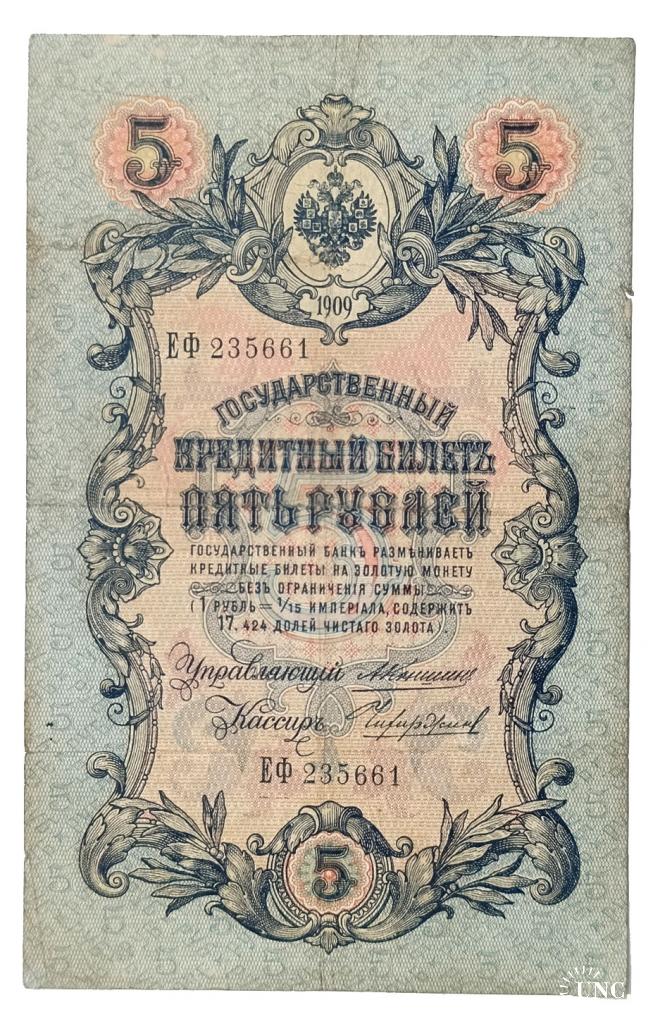 5 5
1909
ЕФ 235661
ГОСУДАРСТВЕННЫЙ
КРЕДИТНЫЙ БИЛЕТЪ
ПЯТЬ РУБЛЕЙ
ГОСУДАРСТВЕННЫЙ БАНКЪ РАЗМѢНИВАЕТЪ
КРЕДИТНЫЕ БИЛЕТЫ НА ЗОЛОТУЮ МОНЕТУ
БЕЗЪ ОГРАНИЧЕНІЯ СУММЫ
(1 РУБЛЬ = 1/15 ИМПЕРІАЛА, СОДЕРЖИТЪ
17,424 ДОЛЕЙ ЧИСТАГО ЗОЛОТА).
Управляющій
Кассиръ
ЕФ 235661
5
UNC